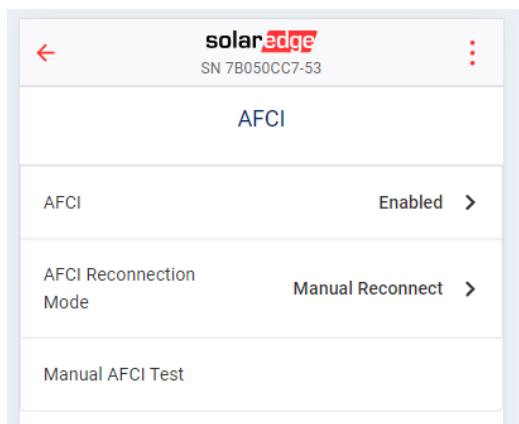 solaredge
SN 7B050CC7-53
AFCI
AFCI Enabled
AFCI Reconnection
Mode Manual Reconnect
Manual AFCI Test